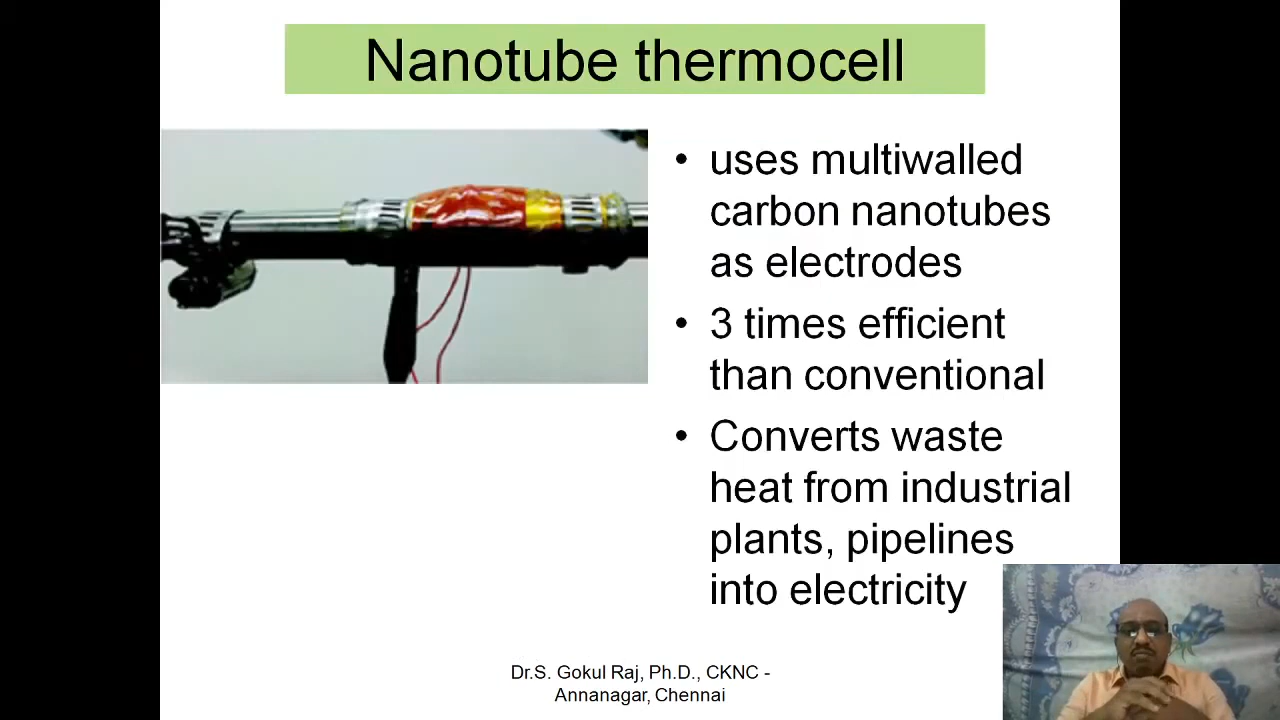 Nanotube thermocell
• uses multiwalled
carbon nanotubes
as electrodes
• 3 times efficient
than conventional
• Converts waste
heat from industrial
plants, pipelines
into electricity
Dr.S. Gokul Raj, Ph.D., CKNC -
Annanagar, Chennai